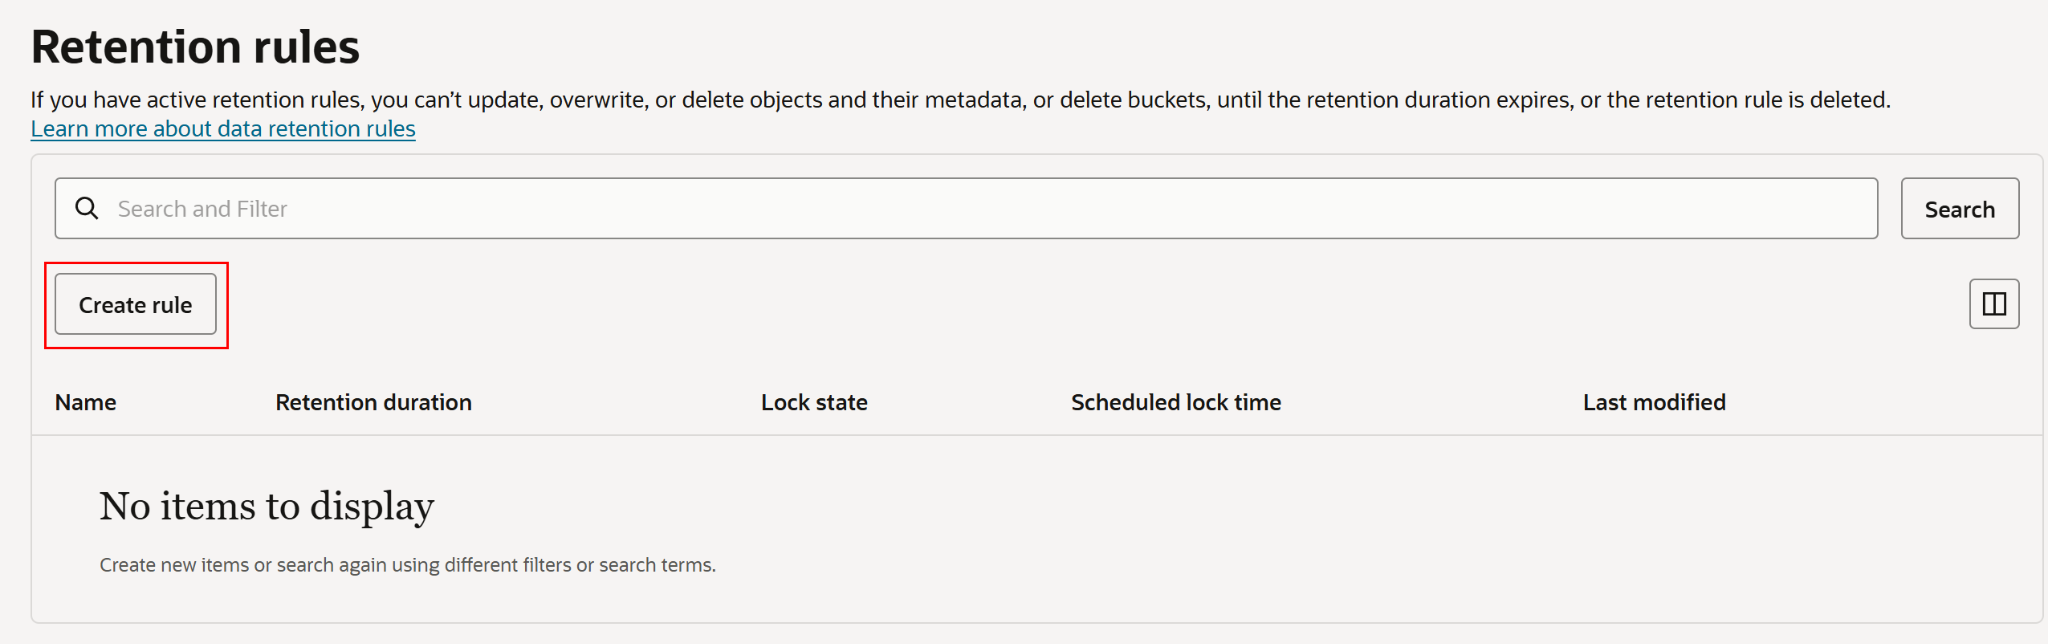 Retention rules
If you have active retention rules, you can’t update, overwrite, or delete objects and their metadata, or delete buckets, until the retention duration expires, or the retention rule is deleted.
Learn more about data retention rules
Search and Filter
Search
Create rule
Name Retention duration Lock state Scheduled lock time Last modified
No items to display
Create new items or search again using different filters or search terms.